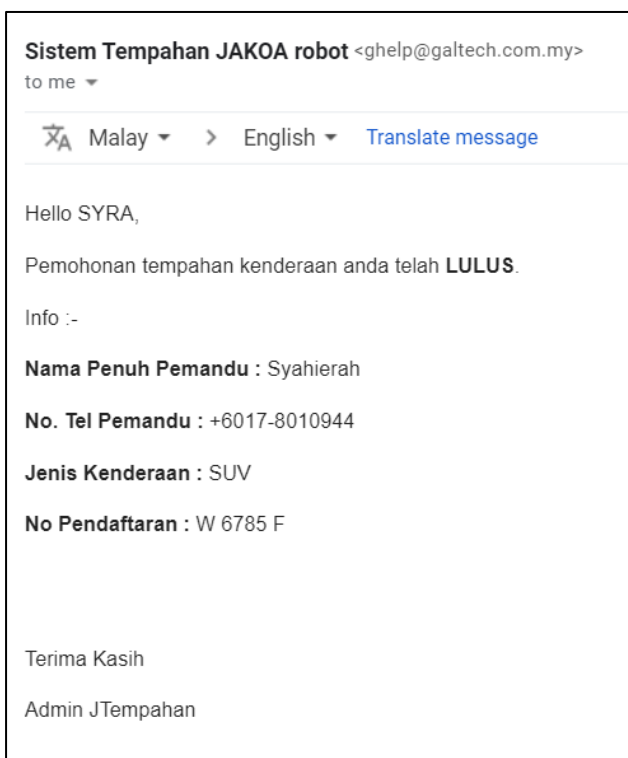 Sistem Tempahan JAKOA robot <ghelp@galtech.com.my>
to me
Malay > English Translate message
Hello SYRA,
Pemohonan tempahan kenderaan anda telah LULUS.
Info :-
Nama Penuh Pemandu : Syahierah
No. Tel Pemandu : +6017-8010944
Jenis Kenderaan : SUV
No Pendaftaran : W 6785 F
Terima Kasih
Admin JTempahan